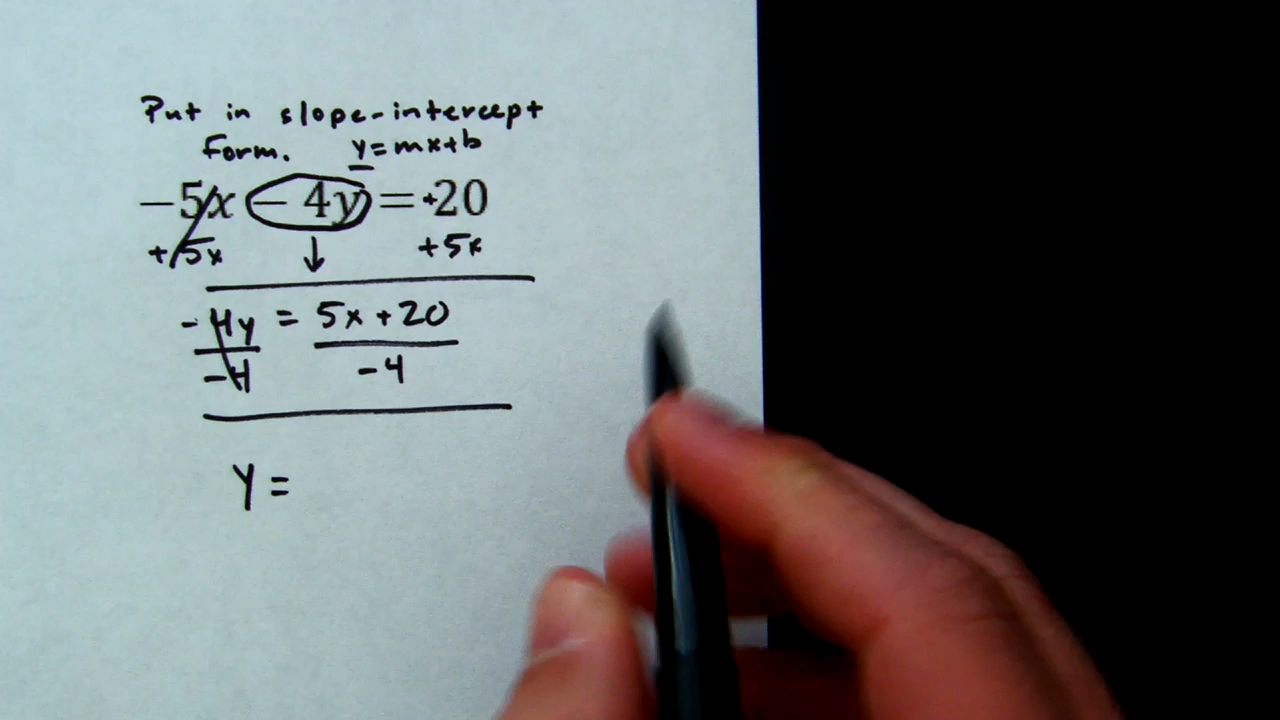 Put in slope-intercept
Form. y=mx+b
-5x - 4y = +20
+5x +5x
↓
-4y = 5x+20
-4 -4
Y =